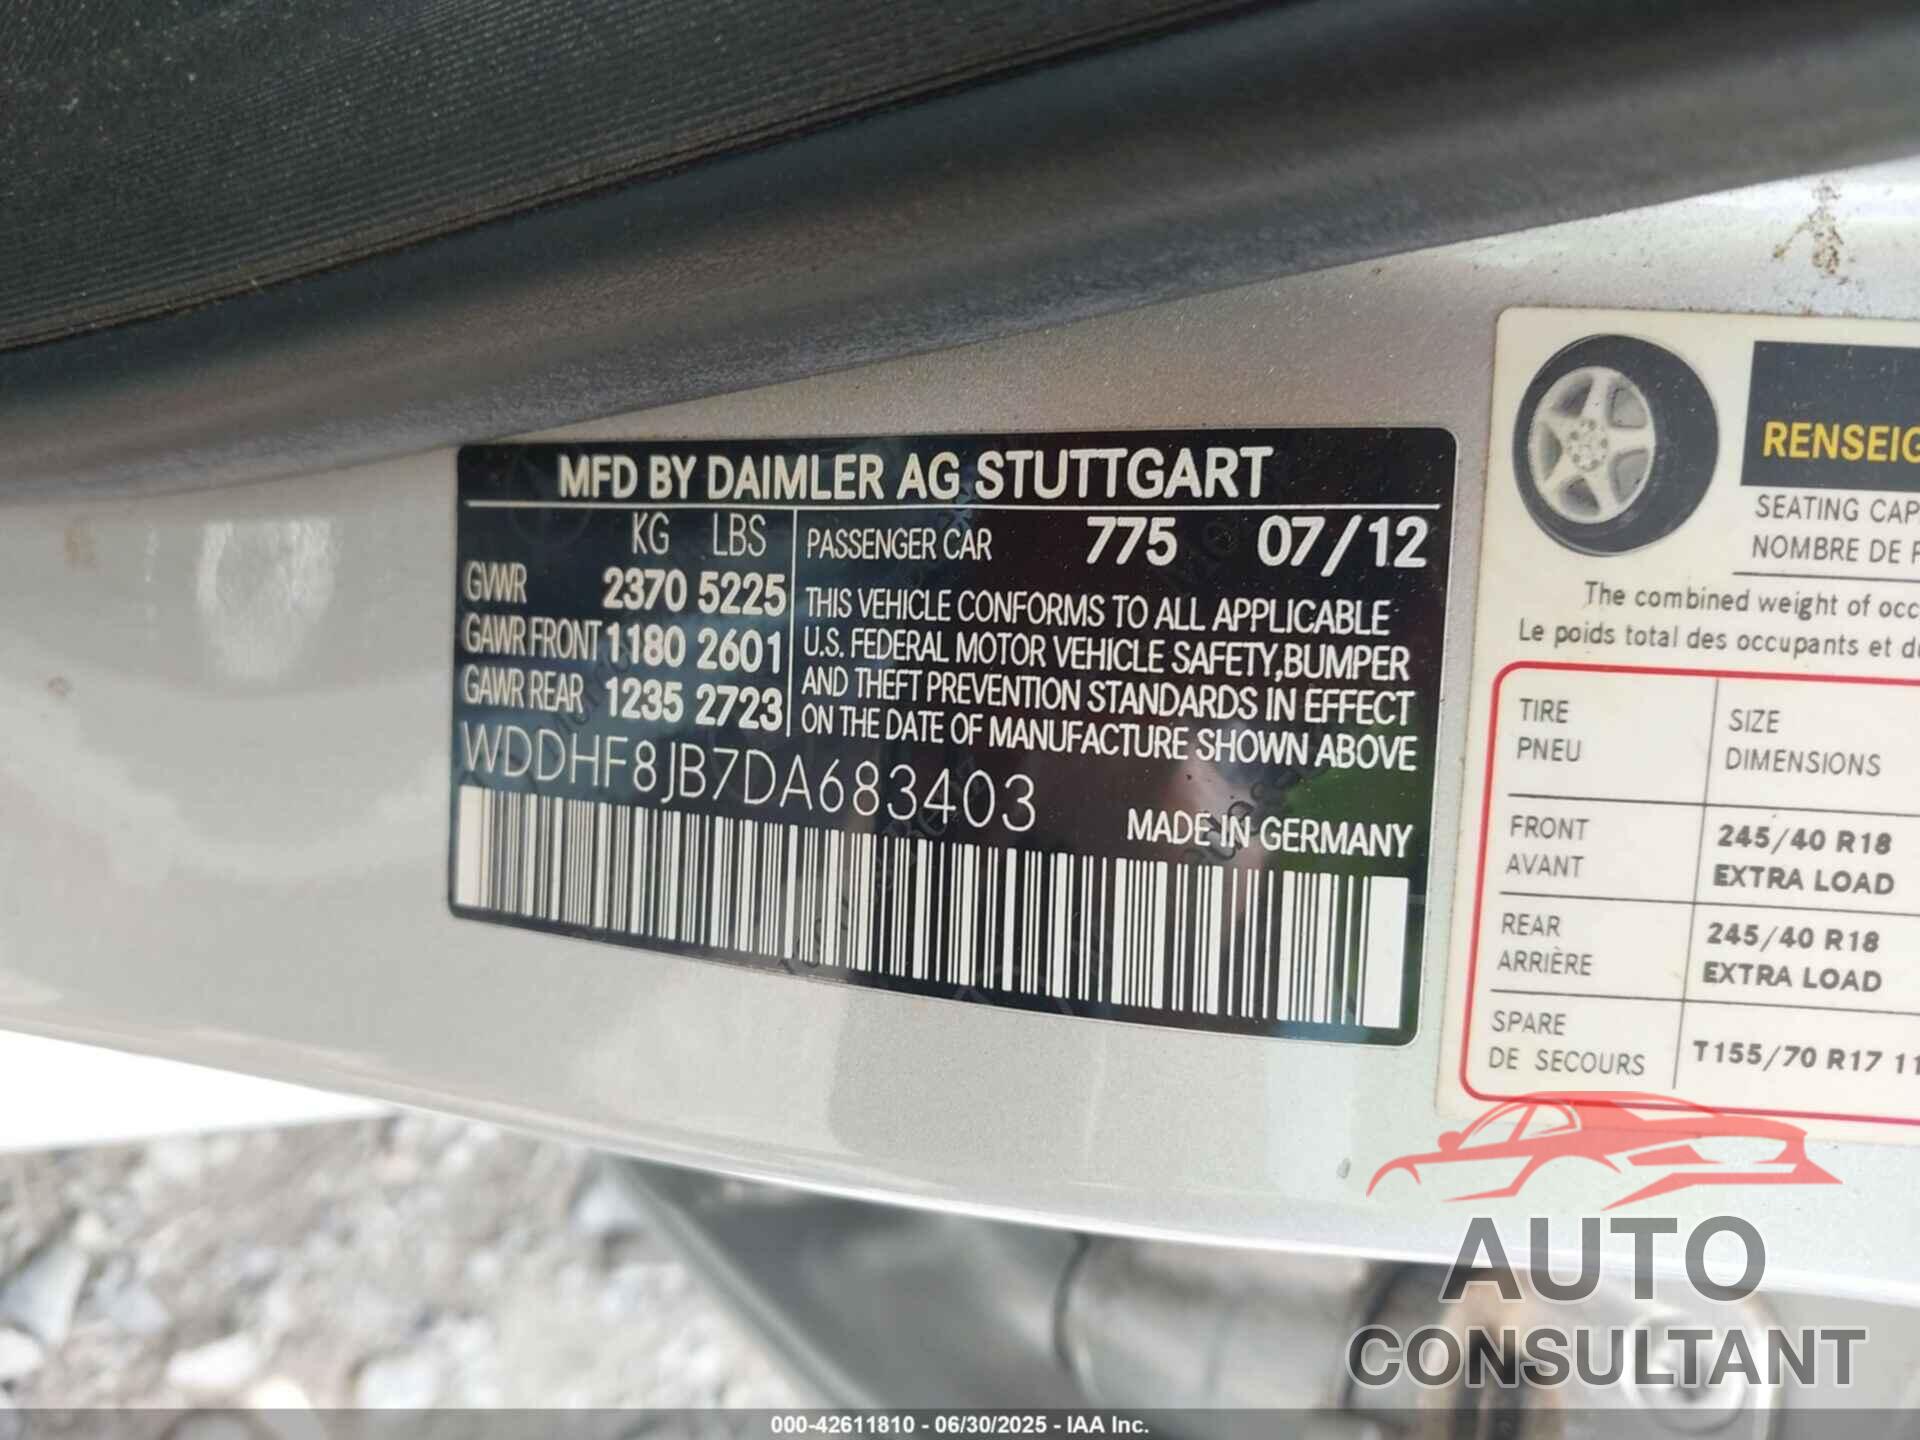 MFD BY DAIMLER AG STUTTGART
KG LBS
GVWR 2370 5225
GAWR FRONT 1180 2601
GAWR REAR 1235 2723
PASSENGER CAR 775 07/12
THIS VEHICLE CONFORMS TO ALL APPLICABLE
U.S. FEDERAL MOTOR VEHICLE SAFETY, BUMPER
AND THEFT PREVENTION STANDARDS IN EFFECT
ON THE DATE OF MANUFACTURE SHOWN ABOVE
WDDHF8JB7DA683403
MADE IN GERMANY
RENSEIG
SEATING CAP
NOMBRE DE P
The combined weight of occ
Le poids total des occupants et du
TIRE
PNEU
SIZE
DIMENSIONS
FRONT
AVANT
245/40 R18
EXTRA LOAD
REAR
ARRIÈRE
245/40 R18
EXTRA LOAD
SPARE
DE SECOURS
T155/70 R17 11
AUTO
CONSULTANT
000-42611810 - 06/30/2025 - IAA Inc.